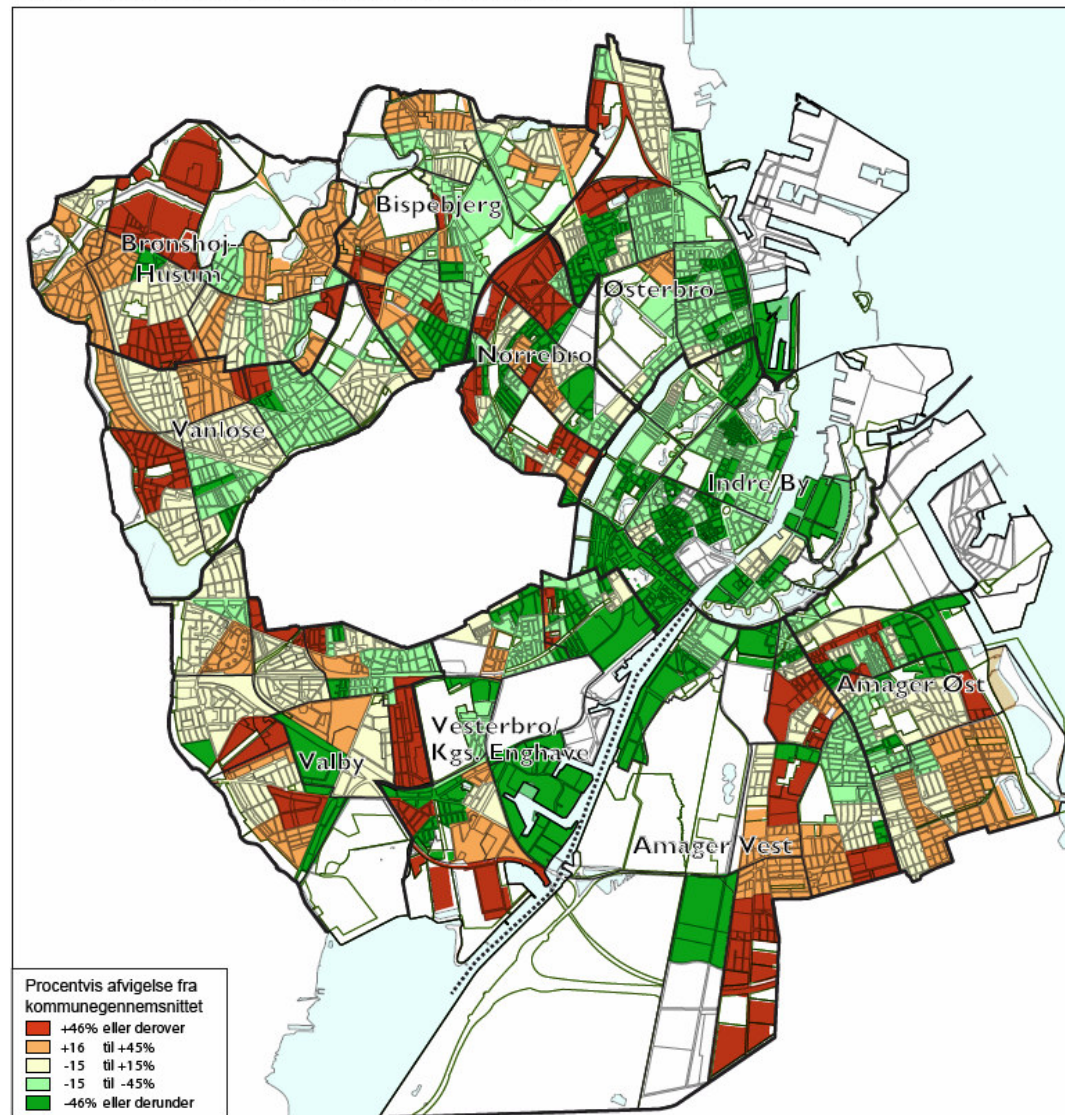 Bispebjerg
Brønshøj-
Husum
Østerbro
Nørrebro
Vanløse
Indre By
Amager Øst
Vesterbro/
Kgs. Enghave
Valby
Amager Vest
Procentvis afvigelse fra
kommunegennemsnittet
+46% eller derover
+16 til +45%
-15 til +15%
-15 til -45%
-46% eller derunder